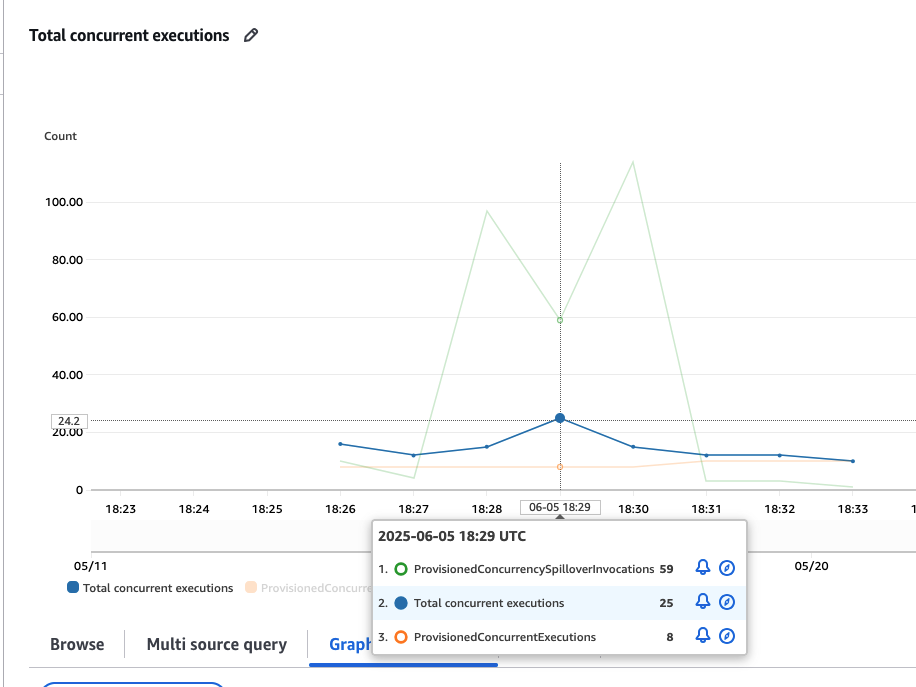 Total concurrent executions
Count
100.00
80.00
60.00
40.00
24.2
20.00
0
18:23 18:24 18:25 18:26 18:27 18:28 06-05 18:29 18:30 18:31 18:32 18:33 1
2025-06-05 18:29 UTC
1. ProvisionedConcurrencySpilloverInvocations 59
2. Total concurrent executions 25
3. ProvisionedConcurrentExecutions 8
05/11 05/20
Total concurrent executions ProvisionedConcurre
Browse Multi source query Graph